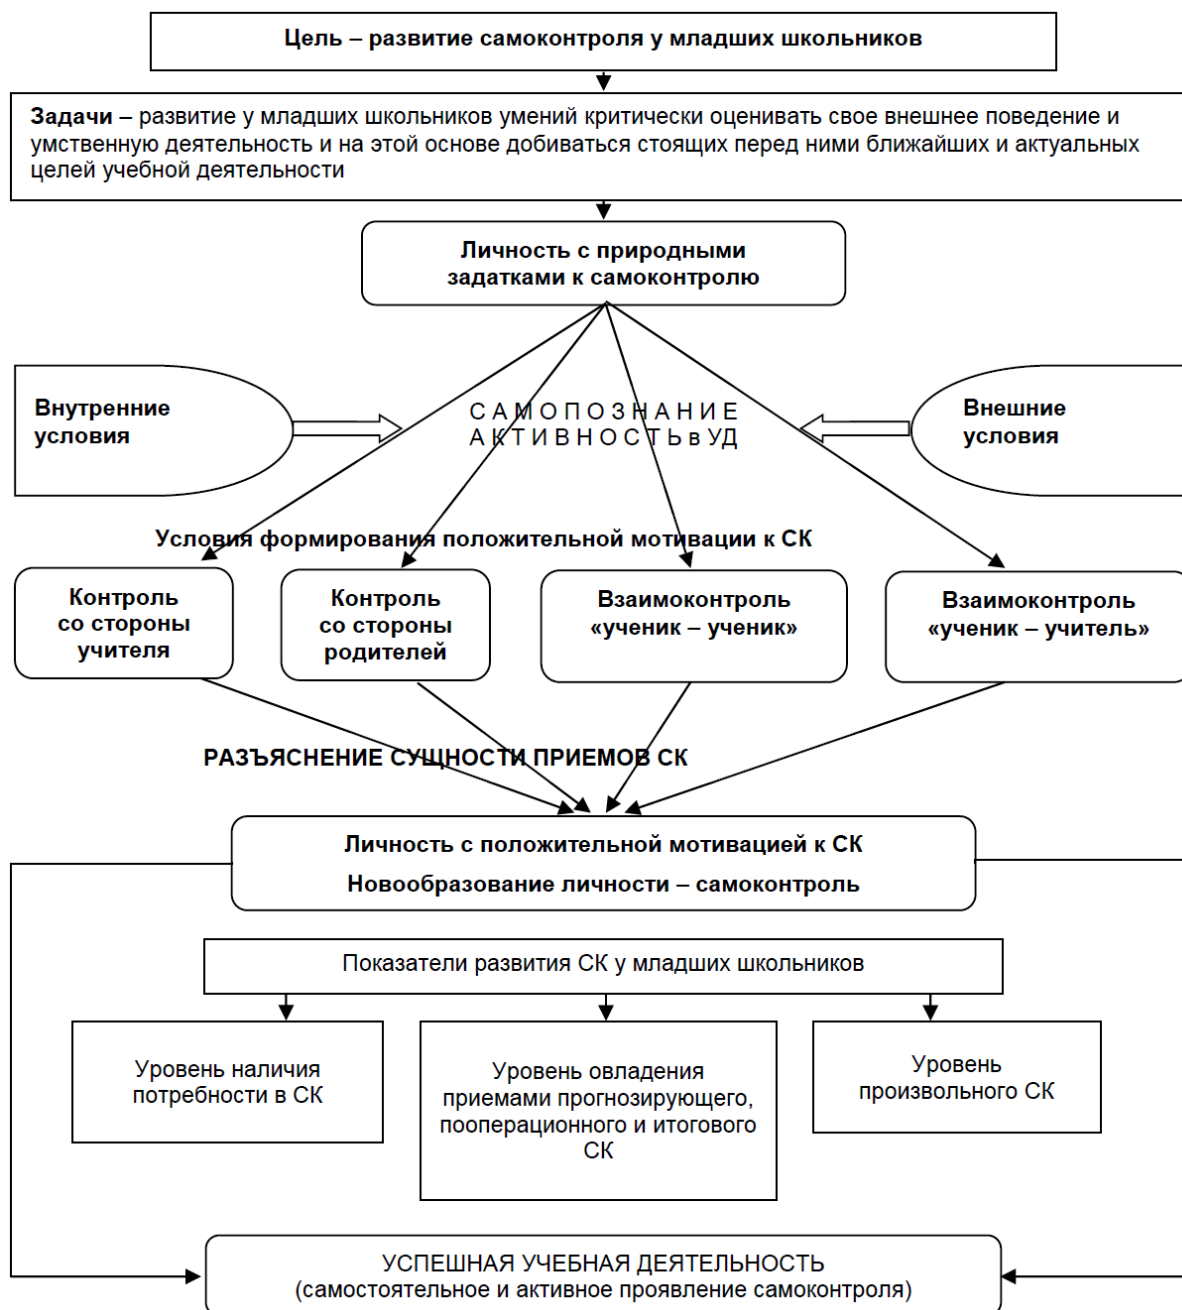 Цель – развитие самоконтроля у младших школьников
Задачи – развитие у младших школьников умений критически оценивать свое внешнее поведение и
умственную деятельность и на этой основе добиваться стоящих перед ними ближайших и актуальных
целей учебной деятельности
Личность с природными
задатками к самоконтролю
Внутренние
условия
С А М О П О З Н А Н И Е
А К Т И В Н О С Т Ь в УД
Внешние
условия
Условия формирования положительной мотивации к СК
Контроль
со стороны
учителя
Контроль
со стороны
родителей
Взаимоконтроль
«ученик – ученик»
Взаимоконтроль
«ученик – учитель»
РАЗЪЯСНЕНИЕ СУЩНОСТИ ПРИЕМОВ СК
Личность с положительной мотивацией к СК
Новообразование личности – самоконтроль
Показатели развития СК у младших школьников
Уровень наличия
потребности в СК
Уровень овладения
приемами прогнозирующего,
пооперационного и итогового
СК
Уровень
произвольного СК
УСПЕШНАЯ УЧЕБНАЯ ДЕЯТЕЛЬНОСТЬ
(самостоятельное и активное проявление самоконтроля)